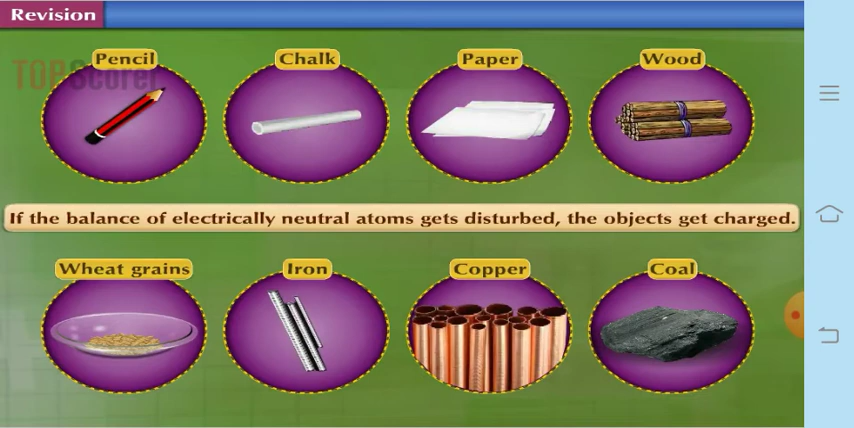 Revision
TOPScorer
Pencil
Chalk
Paper
Wood
If the balance of electrically neutral atoms gets disturbed, the objects get charged.
Wheat grains
Iron
Copper
Coal